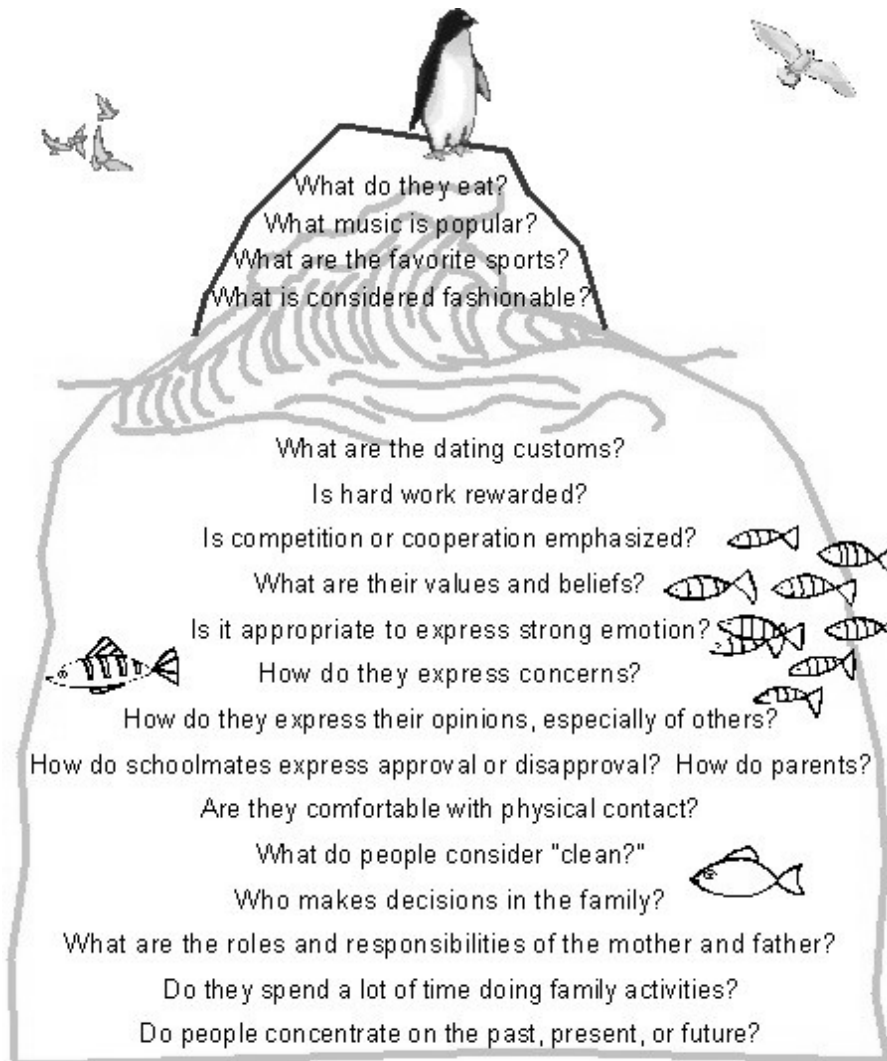 What do they eat?
What music is popular?
What are the favorite sports?
What is considered fashionable?
What are the dating customs?
Is hard work rewarded?
Is competition or cooperation emphasized?
What are their values and beliefs?
Is it appropriate to express strong emotion?
How do they express concerns?
How do they express their opinions, especially of others?
How do schoolmates express approval or disapproval? How do parents?
Are they comfortable with physical contact?
What do people consider "clean?"
Who makes decisions in the family?
What are the roles and responsibilities of the mother and father?
Do they spend a lot of time doing family activities?
Do people concentrate on the past, present, or future?